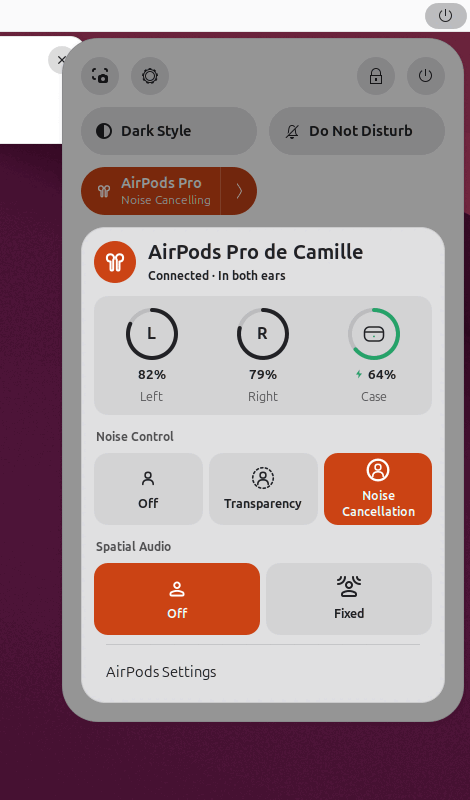 Dark Style
Do Not Disturb
AirPods Pro
Noise Cancelling
AirPods Pro de Camille
Connected · In both ears
L
R
82%
79%
64%
Left
Right
Case
Noise Control
Off
Transparency
Noise
Cancellation
Spatial Audio
Off
Fixed
AirPods Settings